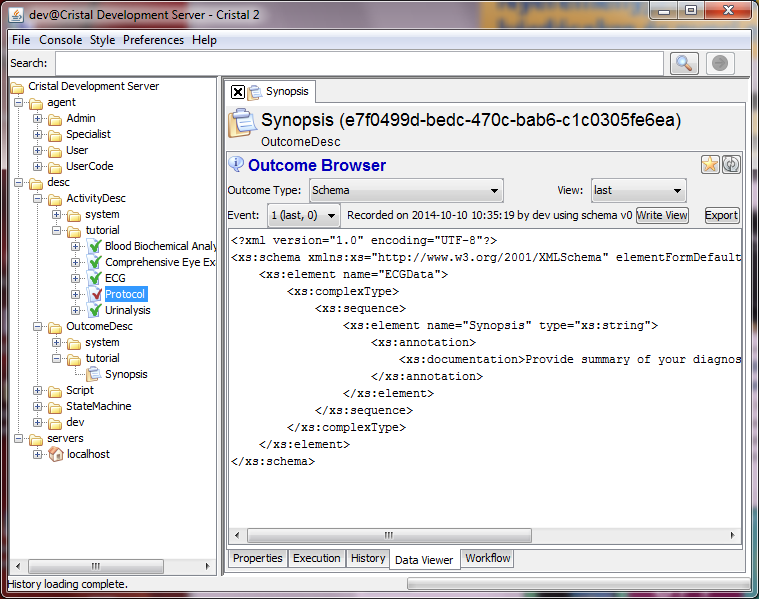 dev@Cristal Development Server - Cristal 2
File Console Style Preferences Help
Search:
Cristal Development Server
agent
Admin
Specialist
User
UserCode
desc
ActivityDesc
system
tutorial
Blood Biochemical Analy
Comprehensive Eye Ex
ECG
Protocol
Urinalysis
OutcomeDesc
system
tutorial
Synopsis
Script
StateMachine
dev
servers
localhost
Synopsis
Synopsis (e7f0499d-bedc-470c-bab6-c1c0305fe6ea)
OutcomeDesc
Outcome Browser
Outcome Type: Schema View: last
Event: 1 (last, 0) Recorded on 2014-10-10 10:35:19 by dev using schema v0 Write View Export
<?xml version="1.0" encoding="UTF-8"?>
<xs:schema xmlns:xs="http://www.w3.org/2001/XMLSchema" elementFormDefault
<xs:element name="ECGData">
<xs:complexType>
<xs:sequence>
<xs:element name="Synopsis" type="xs:string">
<xs:annotation>
<xs:documentation>Provide summary of your diagnos
</xs:annotation>
</xs:element>
</xs:sequence>
</xs:complexType>
</xs:element>
</xs:schema>
Properties Execution History Data Viewer Workflow
History loading complete.